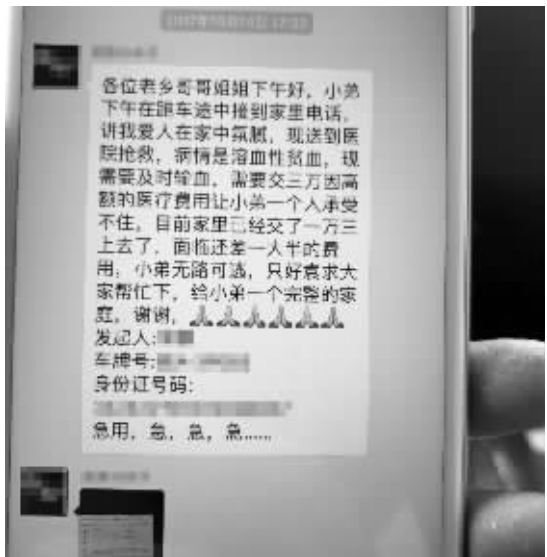 各位老乡哥哥姐姐下午好，小弟
下午在跑车途中接到家里电话，
讲我爱人在家中氛腻，现送到医
院抢救，病情是溶血性贫血，现
需要及时输血，需要交三万因高
额的医疗费用让小弟一个人承受
不住，目前家里已经交了一万三
上去了，面临还差一大半的费
用；小弟无路可逃，只好哀求大
家帮忙下，给小弟一个完整的家
庭，谢谢，🙏🙏🙏🙏🙏🙏
发起人:
车牌号:
身份证号码:
急用，急，急，急......